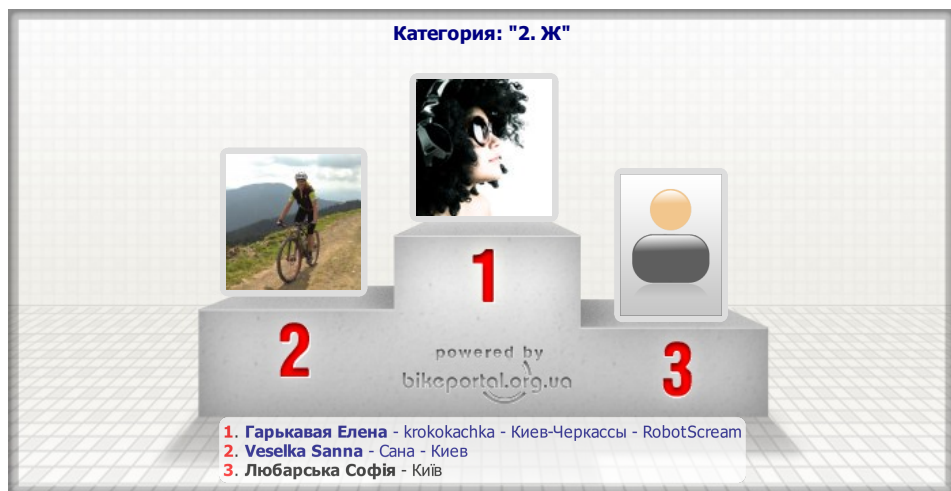 Категория: "2. Ж"
1
2
3
powered by
bikeportal.org.ua
1. Гарькавая Елена - krokokachka - Киев-Черкассы - RobotScream
2. Veselka Sanna - Сана - Киев
3. Любарська Софія - Київ